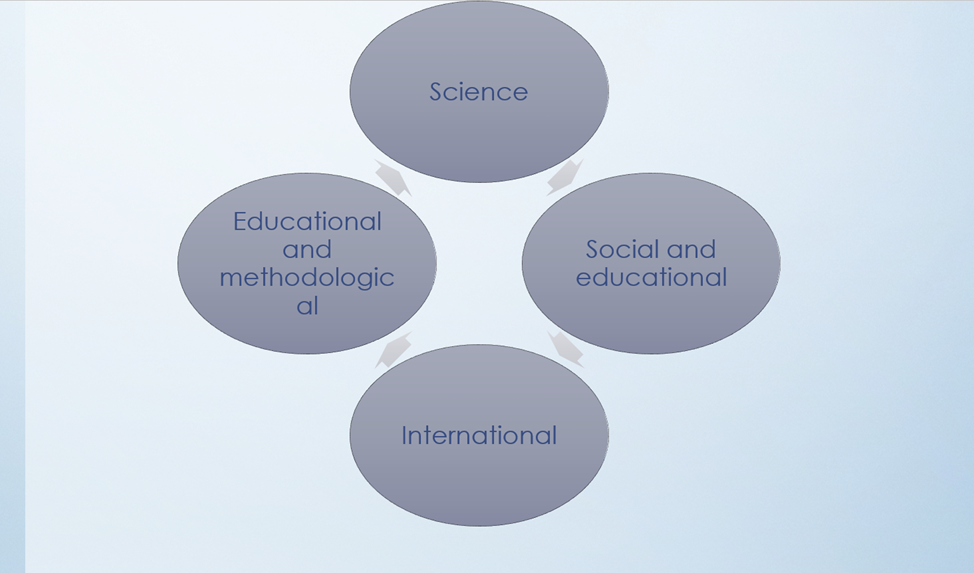 Science
Educational
and
methodologic
al
Social and
educational
International